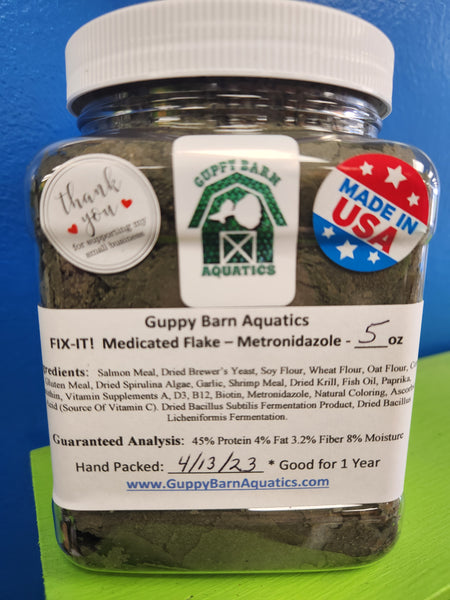 GUPPY BARN
AQUATICS
thank
you
for supporting my
small business
MADE IN
USA
Guppy Barn Aquatics
FIX-IT! Medicated Flake – Metronidazole - 5 oz
redients: Salmon Meal, Dried Brewer's Yeast, Soy Flour, Wheat Flour, Oat Flour,
Gluten Meal, Dried Spirulina Algae, Garlic, Shrimp Meal, Dried Krill, Fish Oil, Paprika,
Vitamin Supplements A, D3, B12, Biotin, Metronidazole, Natural Coloring,
(Source Of Vitamin C). Dried Bacillus Subtilis Fermentation Product, Dried Bacillus
Licheniformis Fermentation.
Guaranteed Analysis: 45% Protein 4% Fat 3.2% Fiber 8% Moisture
Hand Packed: 4/13/23 * Good for 1 Year
www.GuppyBarnAquatics.com